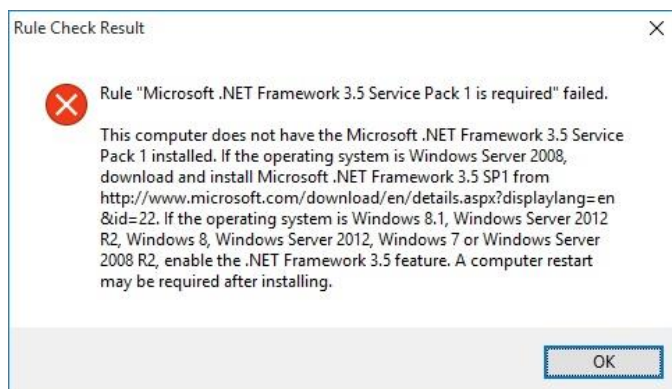 Rule Check Result
Rule "Microsoft .NET Framework 3.5 Service Pack 1 is required" failed.
This computer does not have the Microsoft .NET Framework 3.5 Service
Pack 1 installed. If the operating system is Windows Server 2008,
download and install Microsoft .NET Framework 3.5 SP1 from
http://www.microsoft.com/download/en/details.aspx?displaylang=en
&id=22. If the operating system is Windows 8.1, Windows Server 2012
R2, Windows 8, Windows Server 2012, Windows 7 or Windows Server
2008 R2, enable the .NET Framework 3.5 feature. A computer restart
may be required after installing.
OK